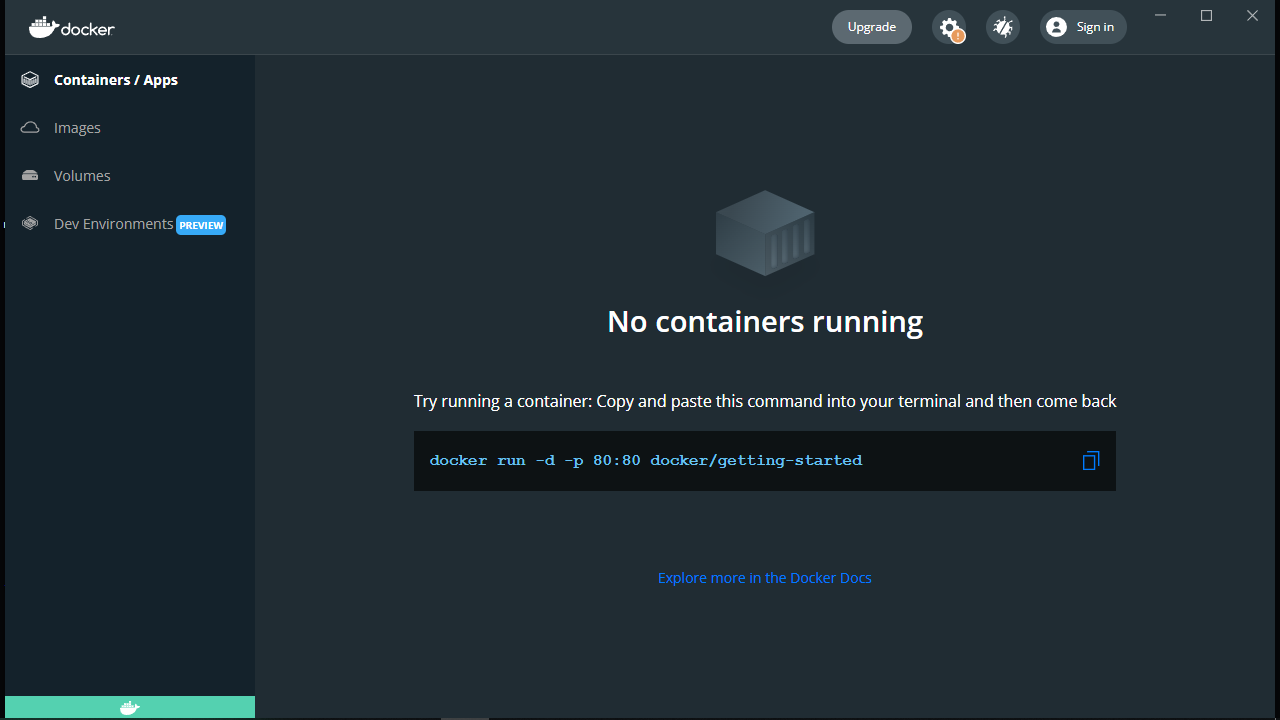 docker
Upgrade
!
Sign in
Containers / Apps
Images
Volumes
Dev Environments PREVIEW
No containers running
Try running a container: Copy and paste this command into your terminal and then come back
docker run -d -p 80:80 docker/getting-started
Explore more in the Docker Docs